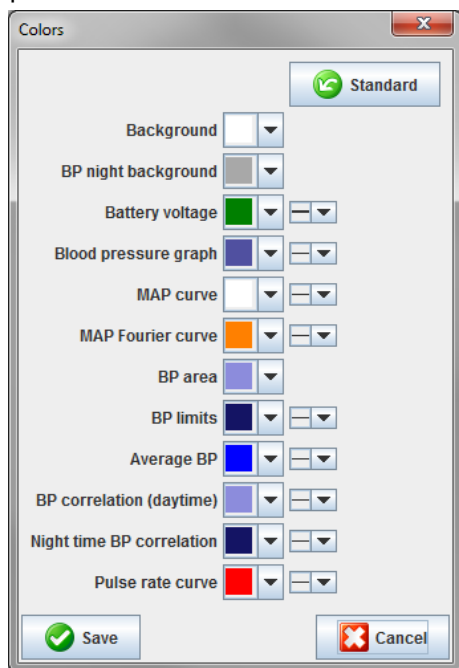 Colors
Standard
Background
BP night background
Battery voltage
Blood pressure graph
MAP curve
MAP Fourier curve
BP area
BP limits
Average BP
BP correlation (daytime)
Night time BP correlation
Pulse rate curve
Save Cancel